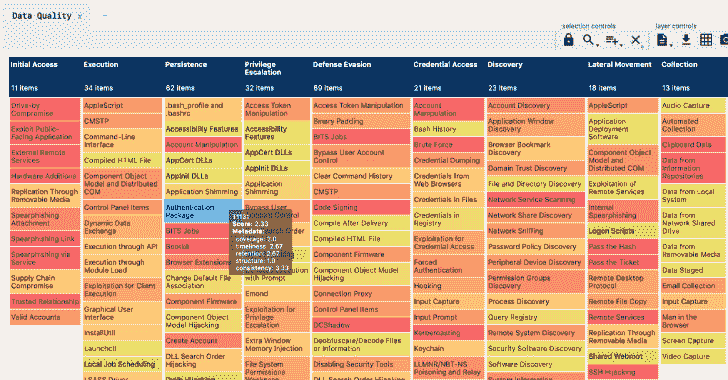 Data Quality x
selection controls
layer controls
Initial Access
11 items
Drive-by
Compromise
Exploit Public-
Facing Application
External Remote
Services
Hardware Additions
Replication Through
Removable Media
Spearphishing
Attachment
Spearphishing Link
Spearphishing via
Service
Supply Chain
Compromise
Trusted Relationship
Valid Accounts
Execution
34 items
AppleScript
CMSTP
Command-Line
Interface
Compiled HTML File
Component Object
Model and Distributed
COM
Control Panel Items
Dynamic Data
Exchange
Execution through API
Execution through
Module Load
Exploitation for Client
Execution
Graphical User
Interface
InstallUtil
Launchctl
Local Job Scheduling
LSASS Driver
Persistence
62 items
.bash_profile and
.bashrc
Accessibility Features
Account Manipulation
AppCert DLLs
AppInit DLLs
Application Shimming
Authentication
Package
BITS Jobs
Bootkit
Browser Extensions
Change Default File
Association
Component Firmware
Component Object
Model Hijacking
Create Account
DLL Search Order
Hijacking
Privilege
Escalation
32 items
Access Token
Manipulation
Accessibility
Features
AppCert DLLs
AppInit DLLs
Application
Shimming
Bypass User
Account Control
Score: 2.33
Metadata:
coverage: 2.0
timeliness: 2.67
retention: 2.67
structure: 1.0
consistency: 3.33
with Prompt
Emond
Exploitation for
Privilege
Escalation
Extra Window
Memory Injection
File System
Permissions
Weakness
Defense Evasion
69 items
Access Token Manipulation
Binary Padding
BITS Jobs
Bypass User Account
Control
Clear Command History
CMSTP
Code Signing
Compile After Delivery
Compiled HTML File
Component Firmware
Component Object Model
Hijacking
Connection Proxy
Control Panel Items
DCShadow
Deobfuscate/Decode Files
or Information
Disabling Security Tools
DLL Search Order Hijacking
Credential Access
21 items
Account
Manipulation
Bash History
Brute Force
Credential Dumping
Credentials from
Web Browsers
Credentials in Files
Credentials in
Registry
Exploitation for
Credential Access
Forced
Authentication
Hooking
Input Capture
Input Prompt
Kerberoasting
Keychain
LLMNR/NBT-NS
Poisoning and Relay
Discovery
23 items
Account Discovery
Application Window
Discovery
Browser Bookmark
Discovery
Domain Trust Discovery
File and Directory Discovery
Network Service Scanning
Network Share Discovery
Network Sniffing
Password Policy Discovery
Peripheral Device Discovery
Permission Groups
Discovery
Process Discovery
Query Registry
Remote System Discovery
Security Software Discovery
Software Discovery
Lateral Movement
18 items
AppleScript
Application
Deployment
Software
Component Object
Model and
Distributed COM
Exploitation of
Remote Services
Internal
Spearphishing
Logon Scripts
Pass the Hash
Pass the Ticket
Remote Desktop
Protocol
Remote File Copy
Remote Services
Replication Through
Removable Media
Shared Webroot
SSH Hijacking
Collection
13 items
Audio Capture
Automated
Collection
Clipboard Data
Data from
Information
Repositories
Data from Local
System
Data from Network
Shared Drive
Data from
Removable Media
Data Staged
Email Collection
Input Capture
Man in the
Browser
Screen Capture
Video Capture